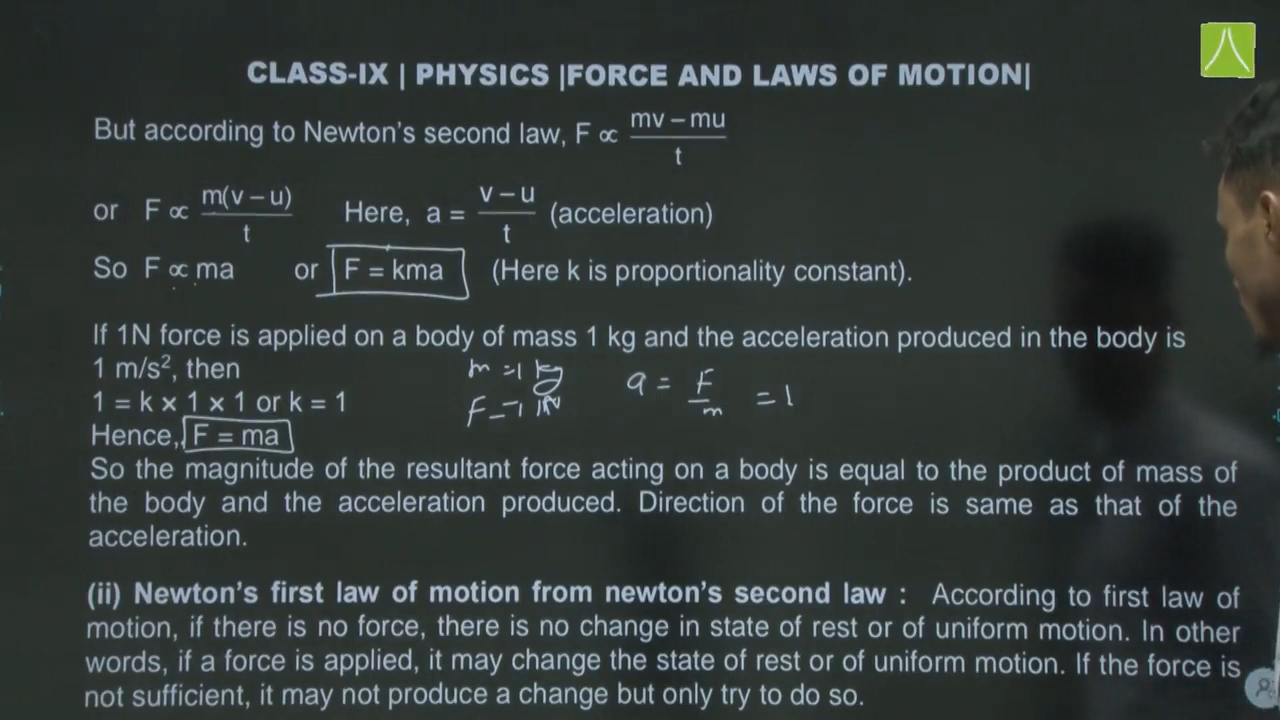 CLASS-IX | PHYSICS |FORCE AND LAWS OF MOTION|
But according to Newton's second law, F ∝ (mv – mu)/t
or F ∝ m(v – u)/t Here, a = (v – u)/t (acceleration)
So F ∝ ma or F = kma (Here k is proportionality constant).
If 1N force is applied on a body of mass 1 kg and the acceleration produced in the body is
1 m/s², then
m = 1 kg a = F/m = 1
1 = k x 1 x 1 or k = 1
Hence, F = ma
So the magnitude of the resultant force acting on a body is equal to the product of mass of
the body and the acceleration produced. Direction of the force is same as that of the
acceleration.
(ii) Newton's first law of motion from newton's second law : According to first law of
motion, if there is no force, there is no change in state of rest or of uniform motion. In other
words, if a force is applied, it may change the state of rest or of uniform motion. If the force is
not sufficient, it may not produce a change but only try to do so.